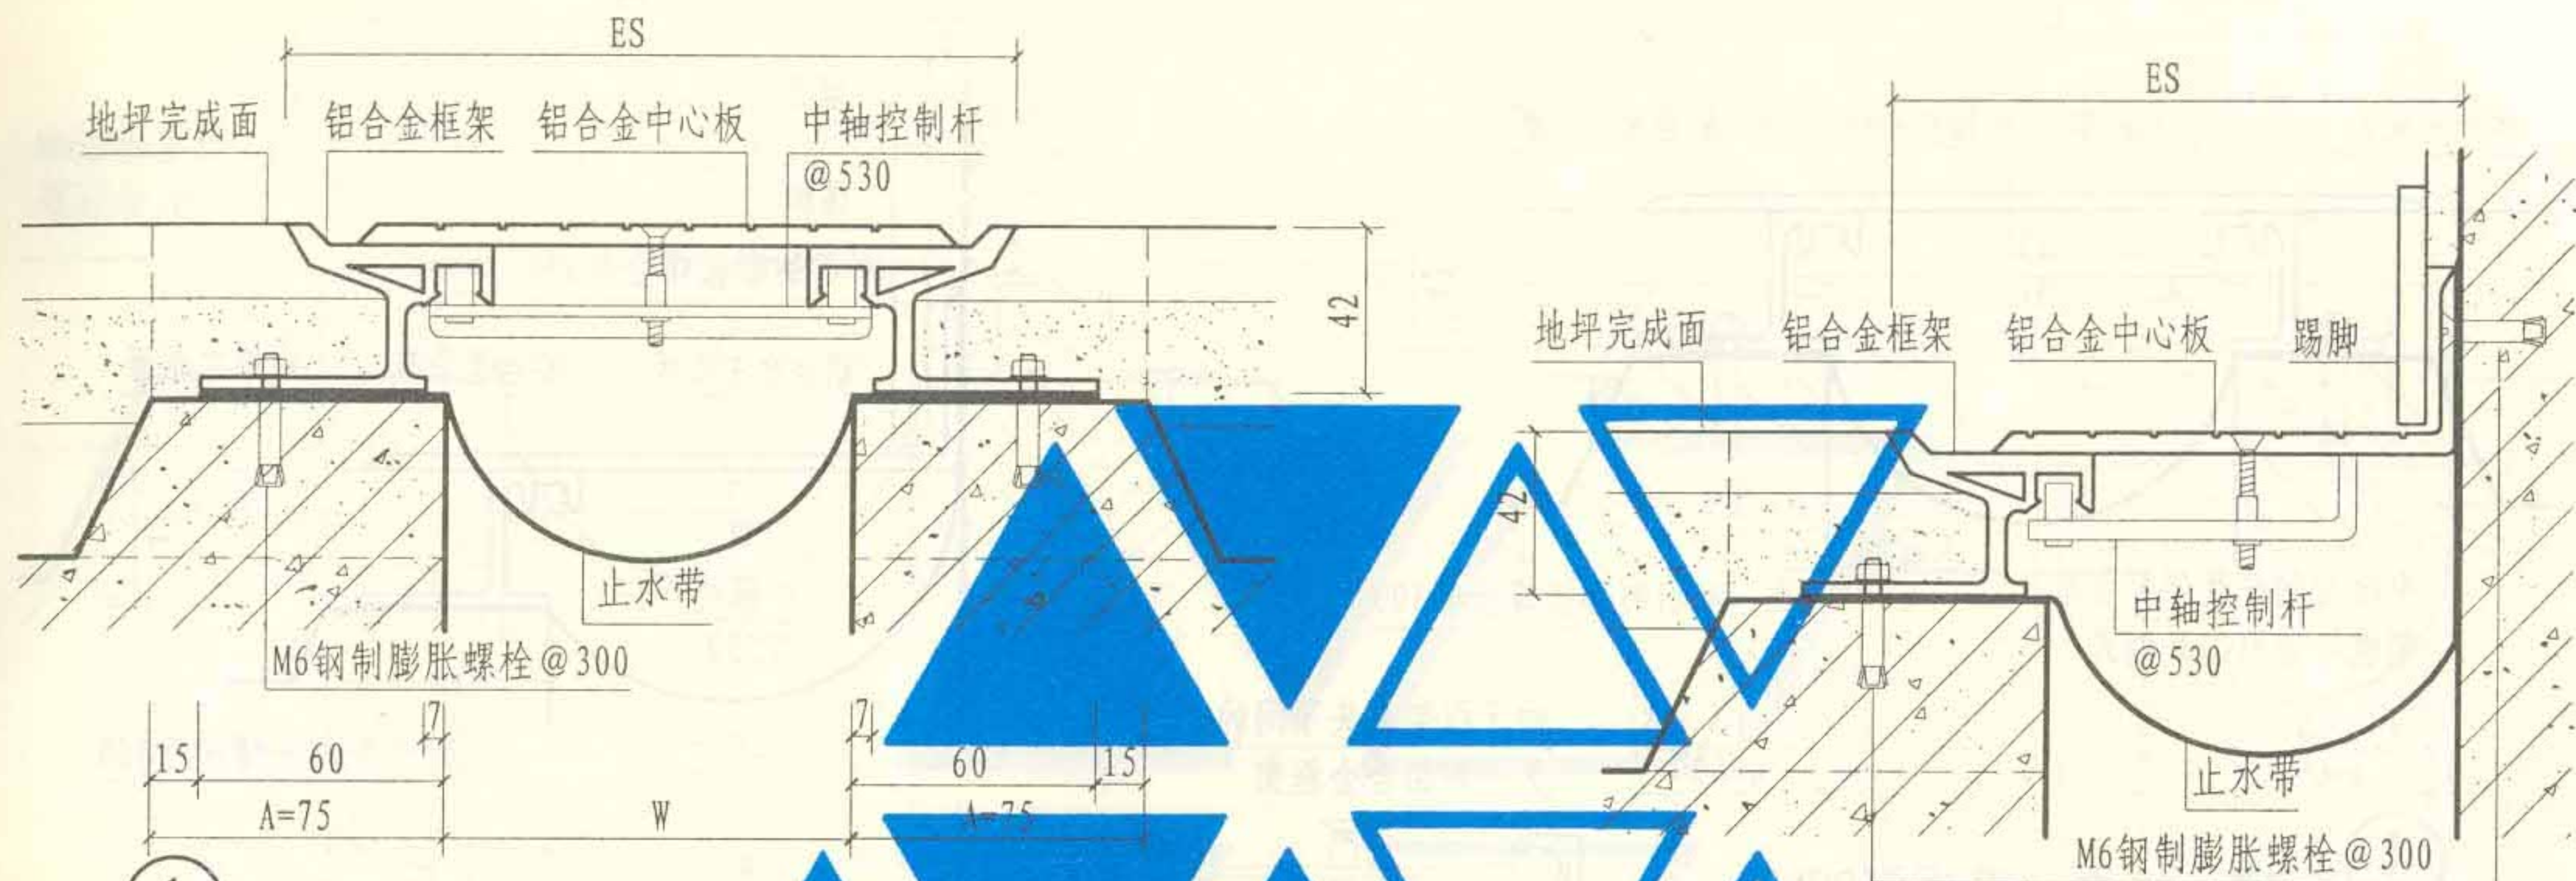 ES
地坪完成面
铝合金框架
铝合金中心板
中轴控制杆
@530
42
止水带
M6钢制膨胀螺栓@300
7
15
60
A=75
W
7
60
15
A=75
ES
地坪完成面
铝合金框架
铝合金中心板
踢脚
42
中轴控制杆
@530
止水带
M6钢制膨胀螺栓@300